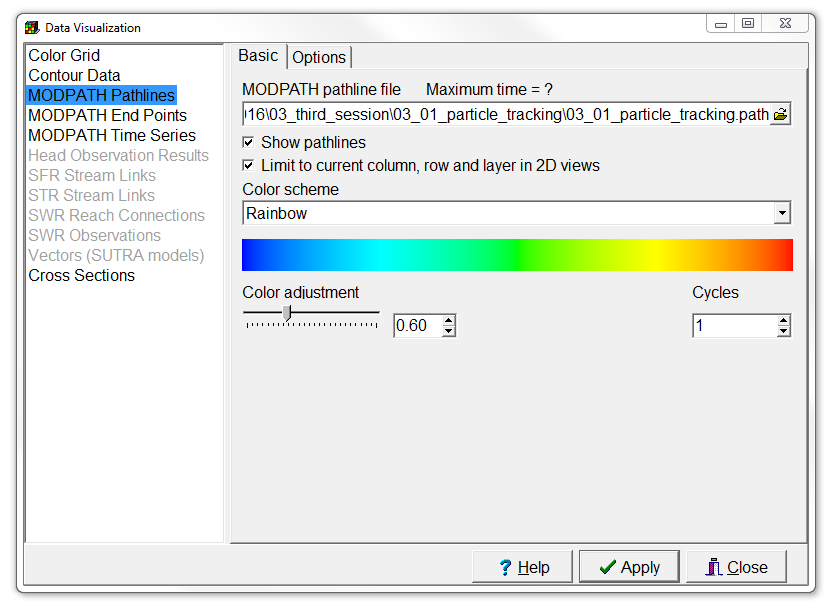 Data Visualization
Color Grid
Contour Data
MODPATH Pathlines
MODPATH End Points
MODPATH Time Series
Head Observation Results
SFR Stream Links
STR Stream Links
SWR Reach Connections
SWR Observations
Vectors (SUTRA models)
Cross Sections
Basic Options
MODPATH pathline file Maximum time = ?
16\03_third_session\03_01_particle_tracking\03_01_particle_tracking.path
Show pathlines
Limit to current column, row and layer in 2D views
Color scheme
Rainbow
Color adjustment Cycles
0.60 1
? Help Apply Close